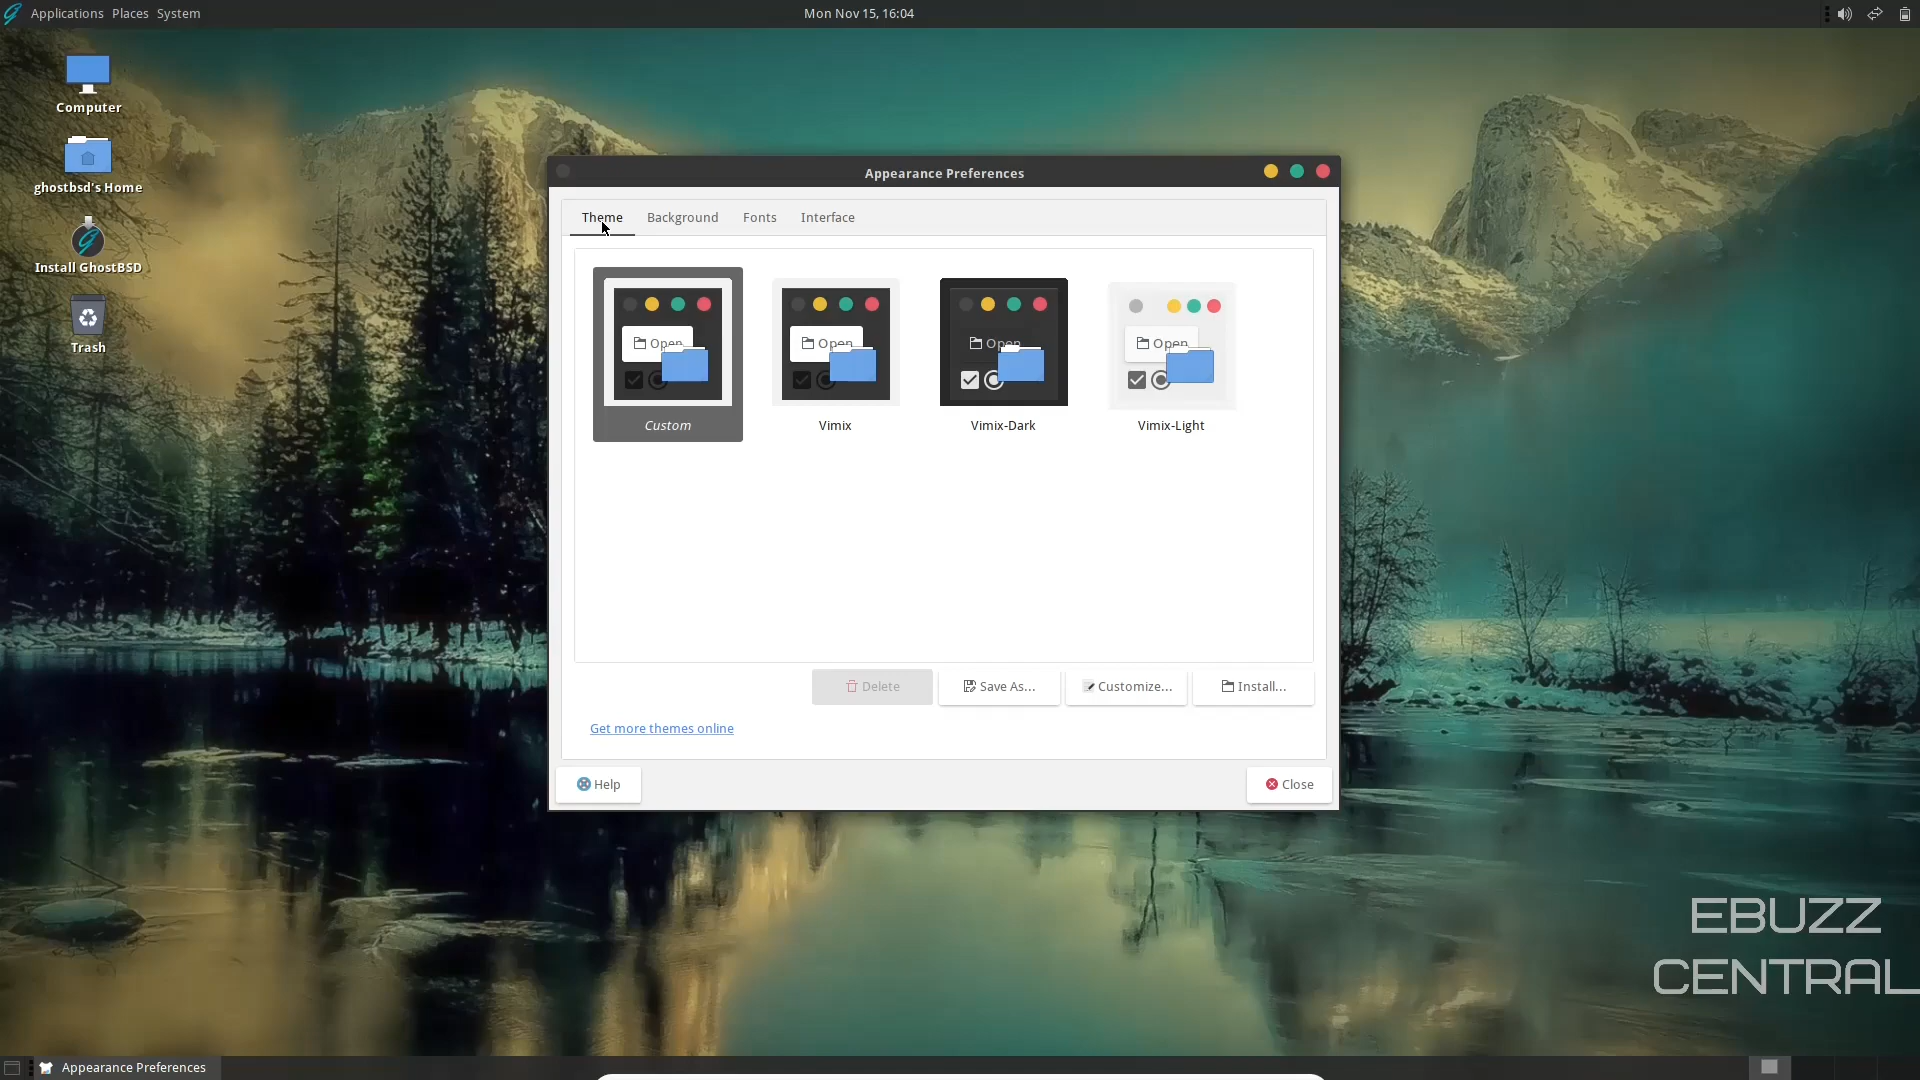 Applications Places System
Mon Nov 15, 16:04
Computer
ghostbsd's Home
Install GhostBSD
Trash
Appearance Preferences
Theme Background Fonts Interface
Open Open Open Open
Custom Vimix Vimix-Dark Vimix-Light
Delete Save As... Customize... Install...
Get more themes online
Help Close
EBUZZ
CENTRAL
Appearance Preferences